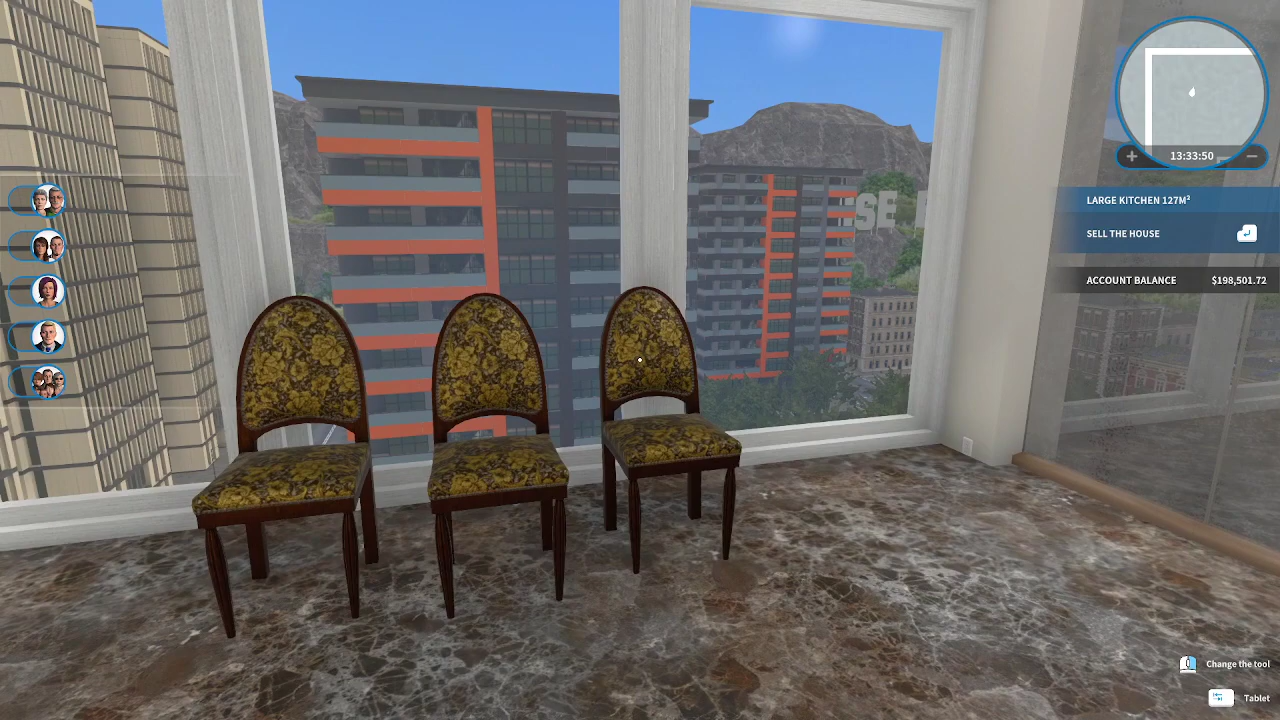 13:33:50
LARGE KITCHEN 127M²
SELL THE HOUSE
ACCOUNT BALANCE $198,501.72
Change the tool
Tablet